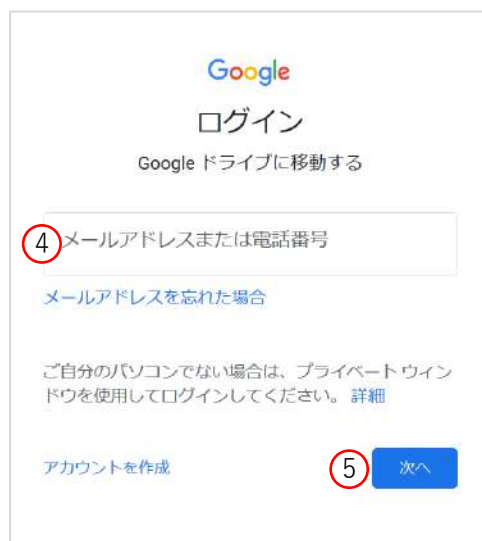 Google
ログイン
Google ドライブに移動する
④ メールアドレスまたは電話番号
メールアドレスを忘れた場合
ご自分のパソコンでない場合は、プライベート ウィン
ドウを使用してログインしてください。 詳細
アカウントを作成 ⑤ 次へ